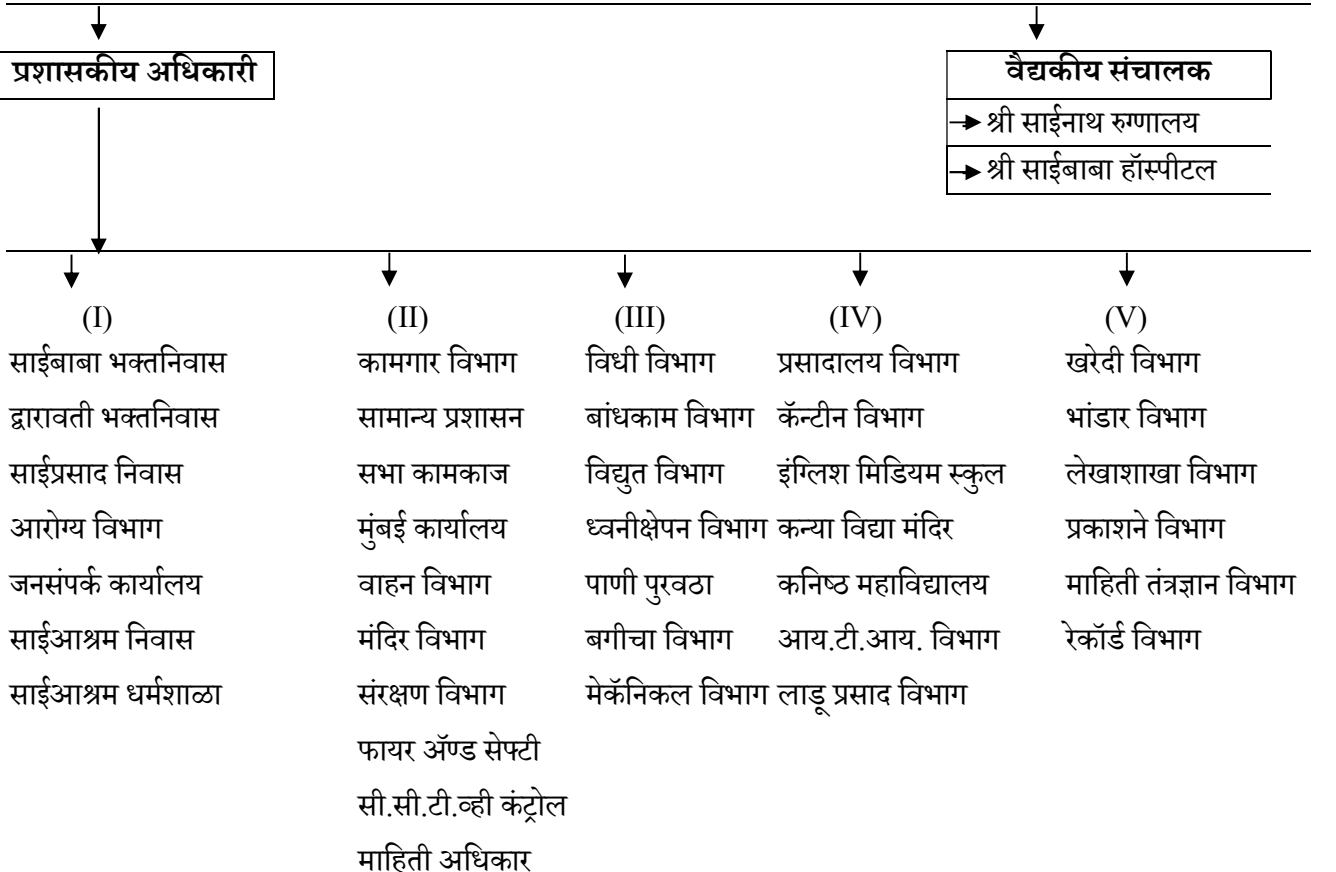 प्रशासकीय अधिकारी
वैद्यकीय संचालक
श्री साईनाथ रुग्णालय
श्री साईबाबा हॉस्पीटल
(I) (II) (III) (IV) (V)
साईबाबा भक्तनिवास कामगार विभाग विधी विभाग प्रसादालय विभाग खरेदी विभाग
द्वारावती भक्तनिवास सामान्य प्रशासन बांधकाम विभाग कॅन्टीन विभाग भांडार विभाग
साईप्रसाद निवास सभा कामकाज विद्युत विभाग इंग्लिश मिडियम स्कुल लेखाशाखा विभाग
आरोग्य विभाग मुंबई कार्यालय ध्वनीक्षेपन विभाग कन्या विद्या मंदिर प्रकाशने विभाग
जनसंपर्क कार्यालय वाहन विभाग पाणी पुरवठा कनिष्ठ महाविद्यालय माहिती तंत्रज्ञान विभाग
साईआश्रम निवास मंदिर विभाग बगीचा विभाग आय.टी.आय. विभाग रेकॉर्ड विभाग
साईआश्रम धर्मशाळा संरक्षण विभाग मेकॅनिकल विभाग लाडू प्रसाद विभाग
फायर ॲण्ड सेफ्टी
सी.सी.टी.व्ही कंट्रोल
माहिती अधिकार